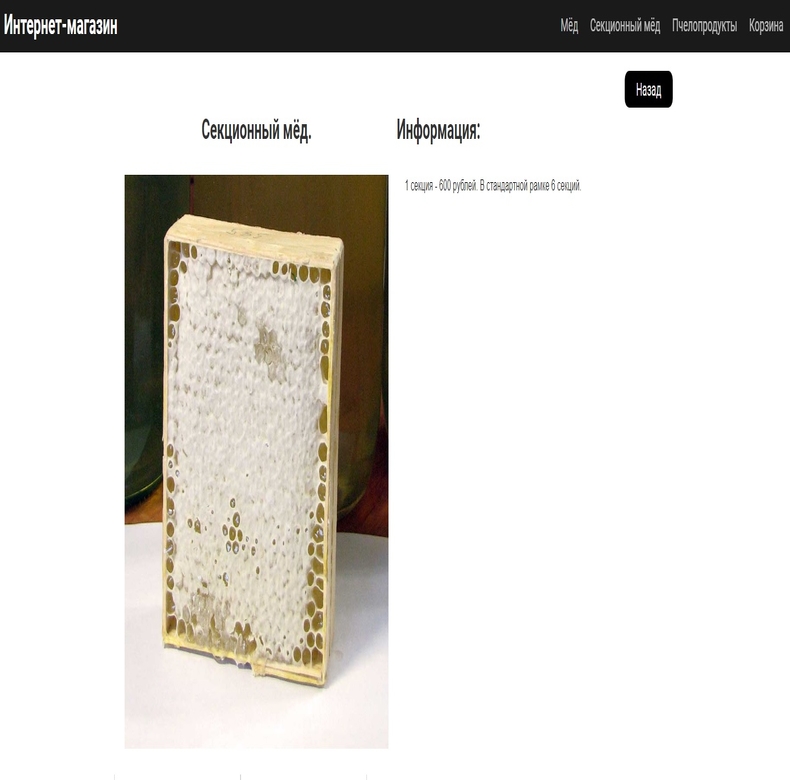 Интернет-магазин
Мёд Секционный мёд Пчелопродукты Корзина
Назад
Секционный мёд.
Информация:
1 секция - 600 рублей. В стандартной рамке 6 секций.